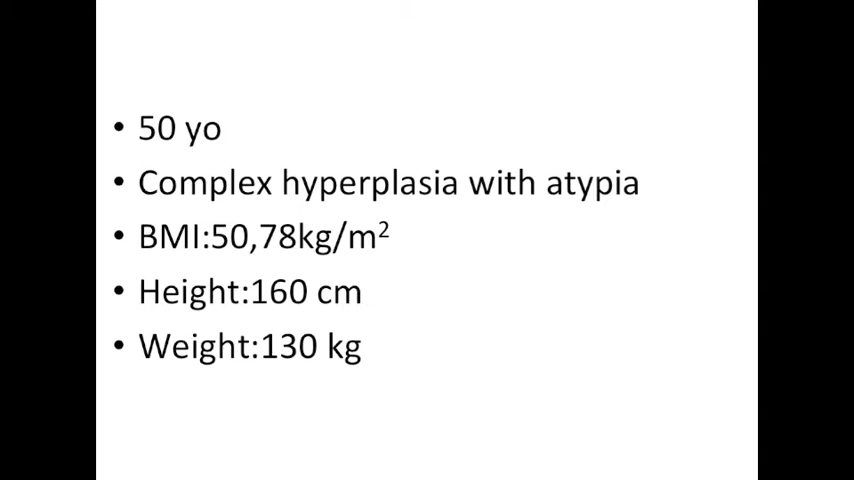 • 50 yo
• Complex hyperplasia with atypia
• BMI:50,78kg/m²
• Height:160 cm
• Weight:130 kg